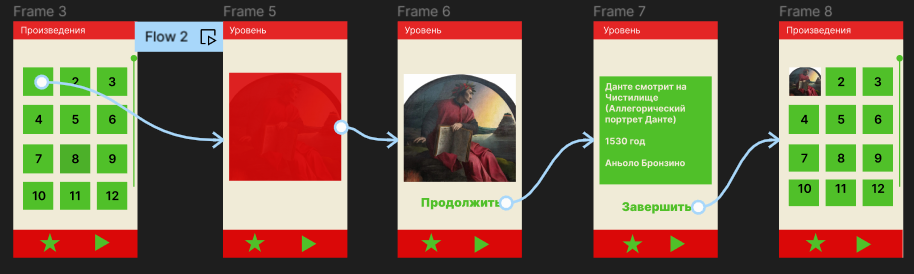 Frame 3
Произведения
1
2
3
4
5
6
7
8
9
10
11
12
Flow 2
Frame 5
Уровень
Frame 6
Уровень
Продолжить
Frame 7
Уровень
Данте смотрит на
Чистилище
(Аллегорический
портрет Данте)
1530 год
Аньоло Бронзино
Завершить
Frame 8
Произведения
2
3
4
5
6
7
8
9
10
11
12